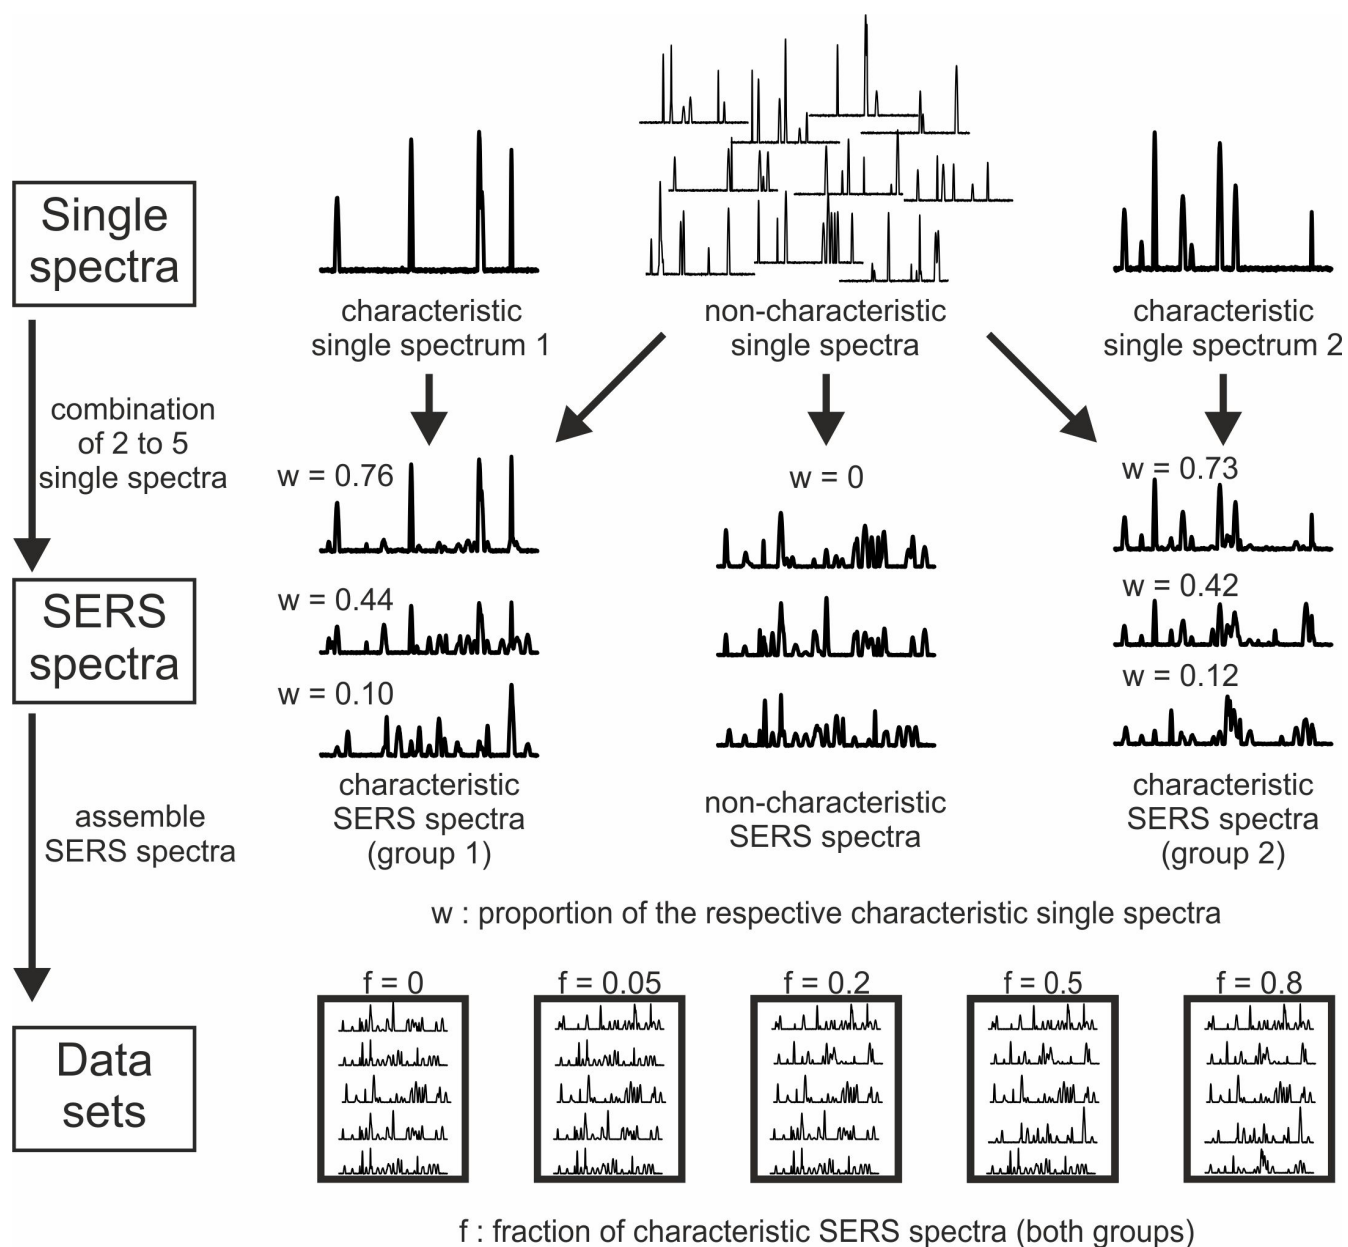 Single
spectra
characteristic
single spectrum 1
non-characteristic
single spectra
characteristic
single spectrum 2
combination
of 2 to 5
single spectra
w = 0.76
w = 0
w = 0.73
SERS
spectra
w = 0.44
w = 0.42
w = 0.10
w = 0.12
characteristic
SERS spectra
(group 1)
non-characteristic
SERS spectra
characteristic
SERS spectra
(group 2)
assemble
SERS spectra
w : proportion of the respective characteristic single spectra
f = 0
f = 0.05
f = 0.2
f = 0.5
f = 0.8
Data
sets
f : fraction of characteristic SERS spectra (both groups)